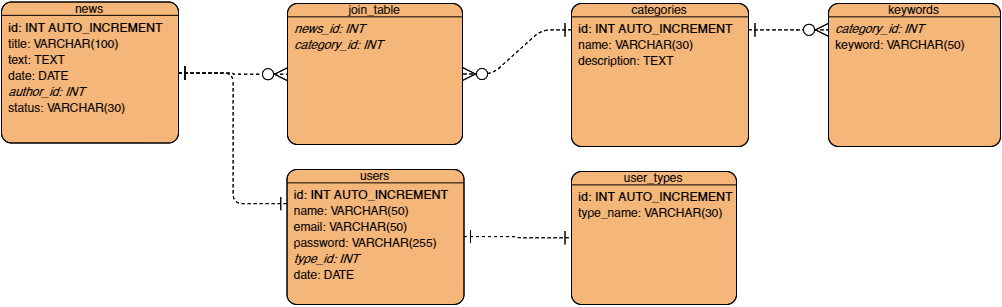 news
id: INT AUTO_INCREMENT
title: VARCHAR(100)
text: TEXT
date: DATE
author_id: INT
status: VARCHAR(30)
join_table
news_id: INT
category_id: INT
categories
id: INT AUTO_INCREMENT
name: VARCHAR(30)
description: TEXT
keywords
category_id: INT
keyword: VARCHAR(50)
users
id: INT AUTO_INCREMENT
name: VARCHAR(50)
email: VARCHAR(50)
password: VARCHAR(255)
type_id: INT
date: DATE
user_types
id: INT AUTO_INCREMENT
type_name: VARCHAR(30)